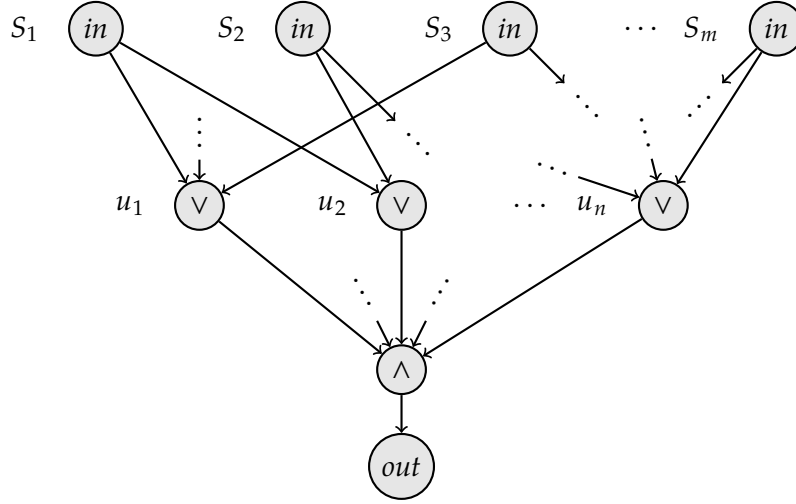 S₁ in S₂ in S₃ in ⋯ Sₘ in
u₁ ∨ u₂ ∨ ⋯ uₙ ∨
∧
out